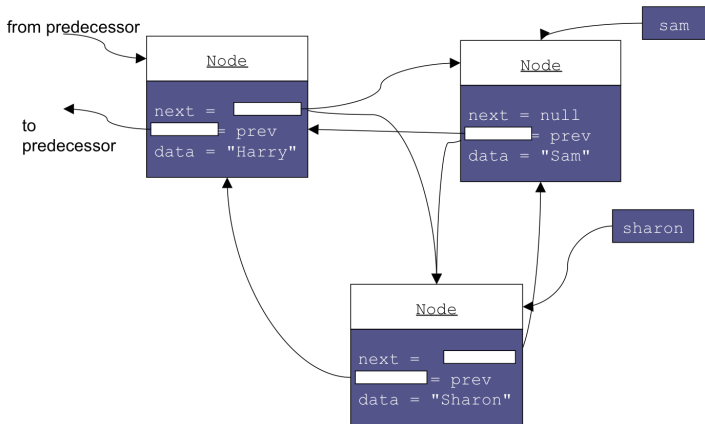 from predecessor
to
predecessor
Node
next =
= prev
data = "Harry"
sam
Node
next = null
= prev
data = "Sam"
sharon
Node
next =
= prev
data = "Sharon"